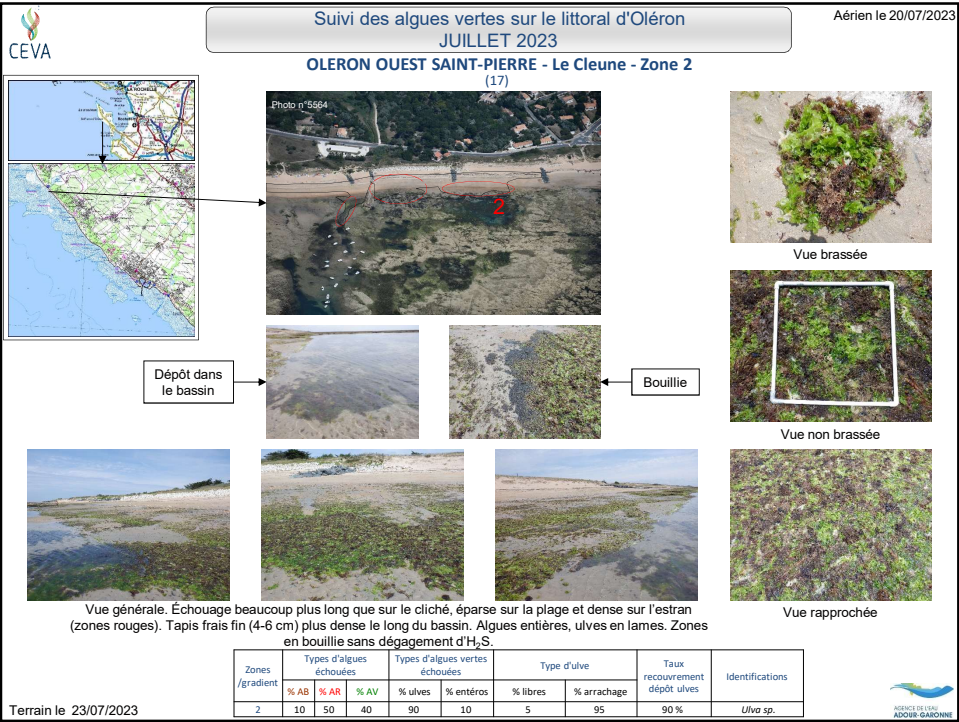 CEVA
Suivi des algues vertes sur le littoral d'Oléron
JUILLET 2023
Aérien le 20/07/2023
OLERON OUEST SAINT-PIERRE - Le Cleune - Zone 2
(17)
LA ROCHELLE
Photo n°5564
2
Vue brassée
Dépôt dans
le bassin
Bouillie
Vue non brassée
Vue rapprochée
Vue générale. Échouage beaucoup plus long que sur le cliché, éparse sur la plage et dense sur l'estran
(zones rouges). Tapis frais fin (4-6 cm) plus dense le long du bassin. Algues entières, ulves en lames. Zones
en bouillie sans dégagement d'H₂S.
Zones /gradient Types d'algues échouées Types d'algues vertes échouées Type d'ulve Taux recouvrement dépôt ulves Identifications
% AB % AR % AV % ulves % entéros % libres % arrachage
2 10 50 40 90 10 5 95 90 % Ulva sp.
Terrain le 23/07/2023
AGENCE DE L'EAU
ADOUR-GARONNE